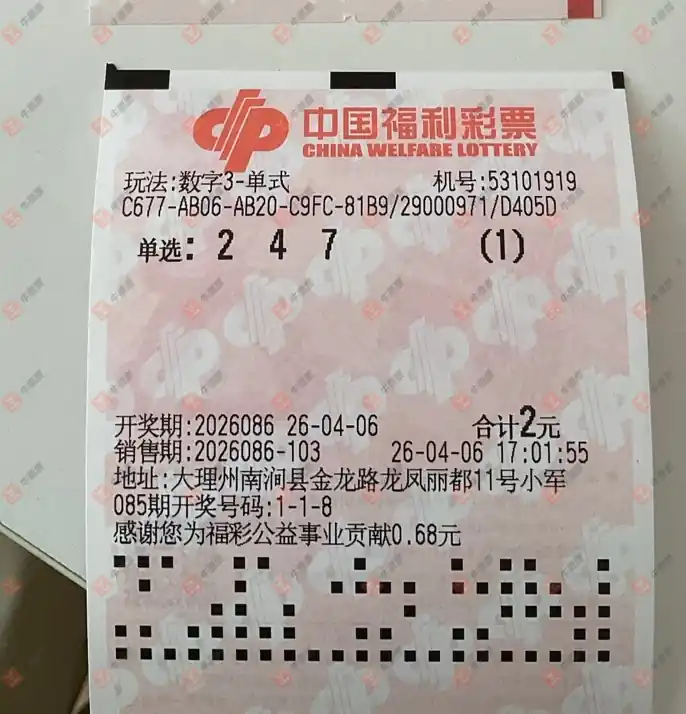 中国福利彩票
CHINA WELFARE LOTTERY
玩法:数字3-单式 机号:53101919
C677-AB06-AB20-C9FC-81B9/29000971/D405D
单选: 2 4 7 (1)
开奖期:2026086 26-04-06 合计2元
销售期:2026086-103 26-04-06 17:01:55
地址:大理州南涧县金龙路龙凤丽都11号小军
085期开奖号码:1-1-8
感谢您为福彩公益事业贡献0.68元